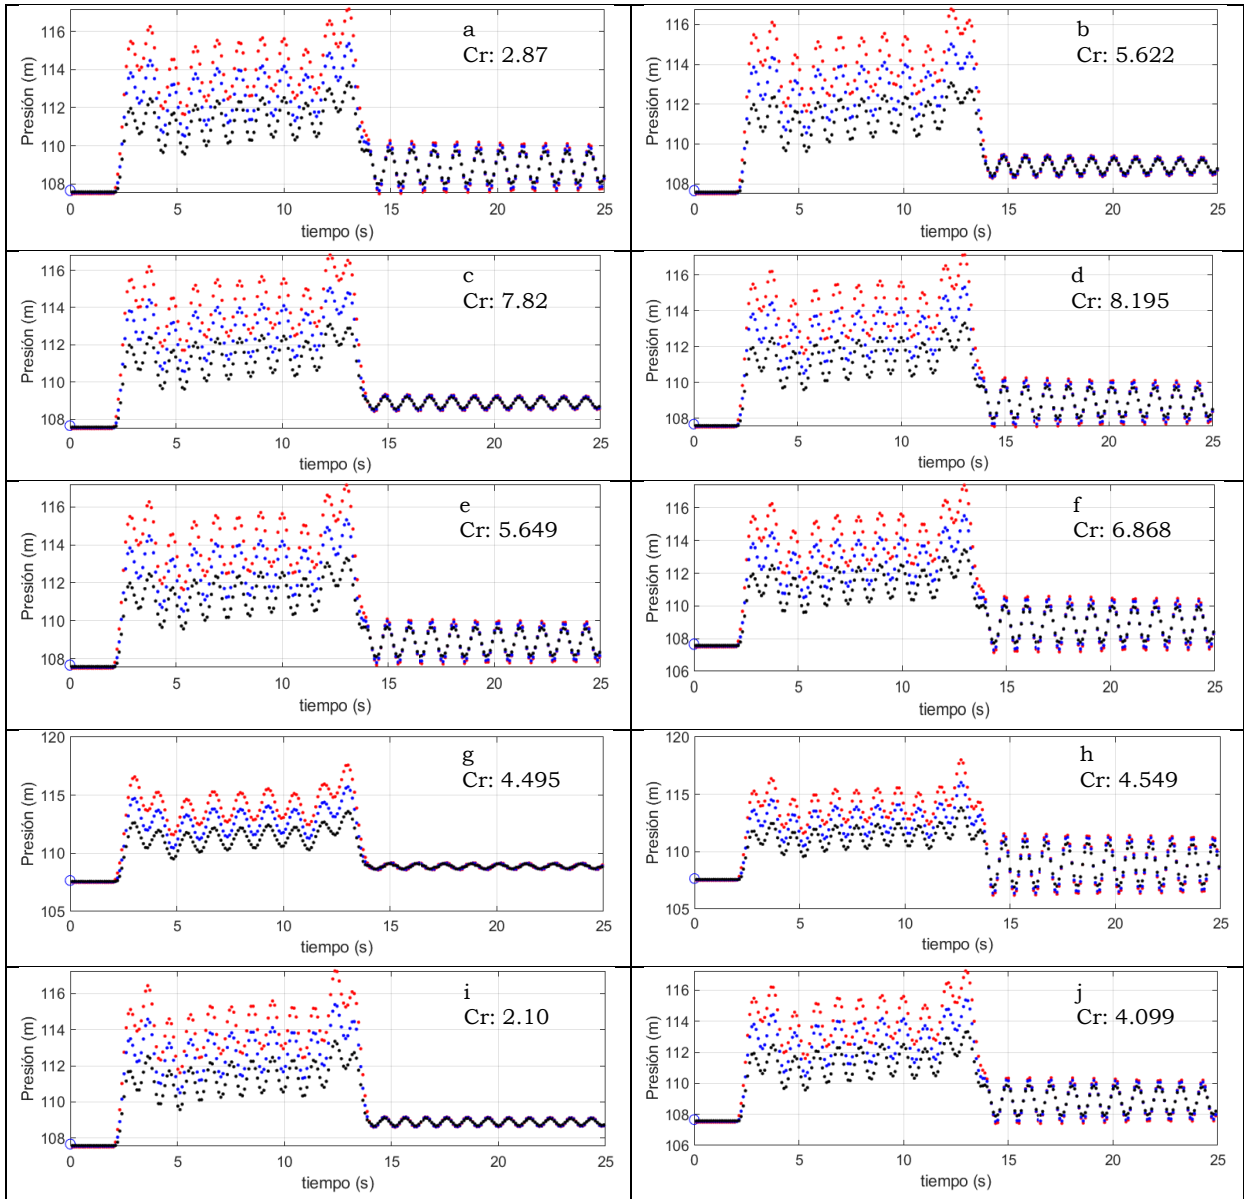 a
Cr: 2.87
Presión (m)
116
114
112
110
108
0 5 10 15 20 25
tiempo (s)
b
Cr: 5.622
Presión (m)
116
114
112
110
108
0 5 10 15 20 25
tiempo (s)
c
Cr: 7.82
Presión (m)
116
114
112
110
108
0 5 10 15 20 25
tiempo (s)
d
Cr: 8.195
Presión (m)
116
114
112
110
108
0 5 10 15 20 25
tiempo (s)
e
Cr: 5.649
Presión (m)
116
114
112
110
108
0 5 10 15 20 25
tiempo (s)
f
Cr: 6.868
Presión (m)
116
114
112
110
108
106
0 5 10 15 20 25
tiempo (s)
g
Cr: 4.495
Presión (m)
120
115
110
105
0 5 10 15 20 25
tiempo (s)
h
Cr: 4.549
Presión (m)
120
115
110
105
0 5 10 15 20 25
tiempo (s)
i
Cr: 2.10
Presión (m)
116
114
112
110
108
0 5 10 15 20 25
tiempo (s)
j
Cr: 4.099
Presión (m)
116
114
112
110
108
106
0 5 10 15 20 25
tiempo (s)